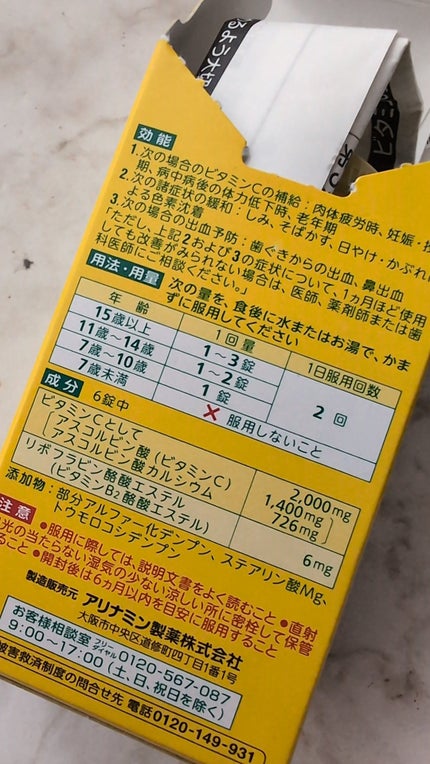 るよう大切
ビタミ
効能
1.次の場合のビタミンCの補給：肉体疲労時、妊娠・
期、病中病後の体力低下時、老年期
2.次の諸症状の緩和：しみ、そばかす、日やけ・かぶれ
よる色素沈着
3.次の場合の出血予防：歯ぐきからの出血、鼻出血
「ただし、上記2および3の症状について、1ヵ月ほど使用
しても改善がみられない場合は、医師、薬剤師または歯
科医師にご相談ください。」
用法・用量
次の量を、食後に水またはお湯で、かま
ずに服用してください
年齢 1回量 1日服用回数
15歳以上 1～3錠 2回
11歳～14歳 1～2錠
7歳～10歳 1錠
7歳未満 × 服用しないこと
成分 6錠中
ビタミンCとして 2,000mg
［アスコルビン酸（ビタミンC） 1,400mg
アスコルビン酸カルシウム 726mg］
リボフラビン酪酸エステル 6mg
（ビタミンB2酪酸エステル）
添加物：部分アルファー化デンプン、ステアリン酸Mg、
トウモロコシデンプン
注意 ●服用に際しては、説明文書をよく読むこと ●直射
光の当たらない湿気の少ない涼しい所に密栓して保管
ること ●開封後は6ヵ月以内を目安に服用すること
製造販売元 アリナミン製薬株式会社
大阪市中央区道修町四丁目1番1号
お客様相談室 フリーダイヤル 0120-567-087
9：00～17：00（土、日、祝日を除く）
被害救済制度の問合せ先 電話0120-149-931